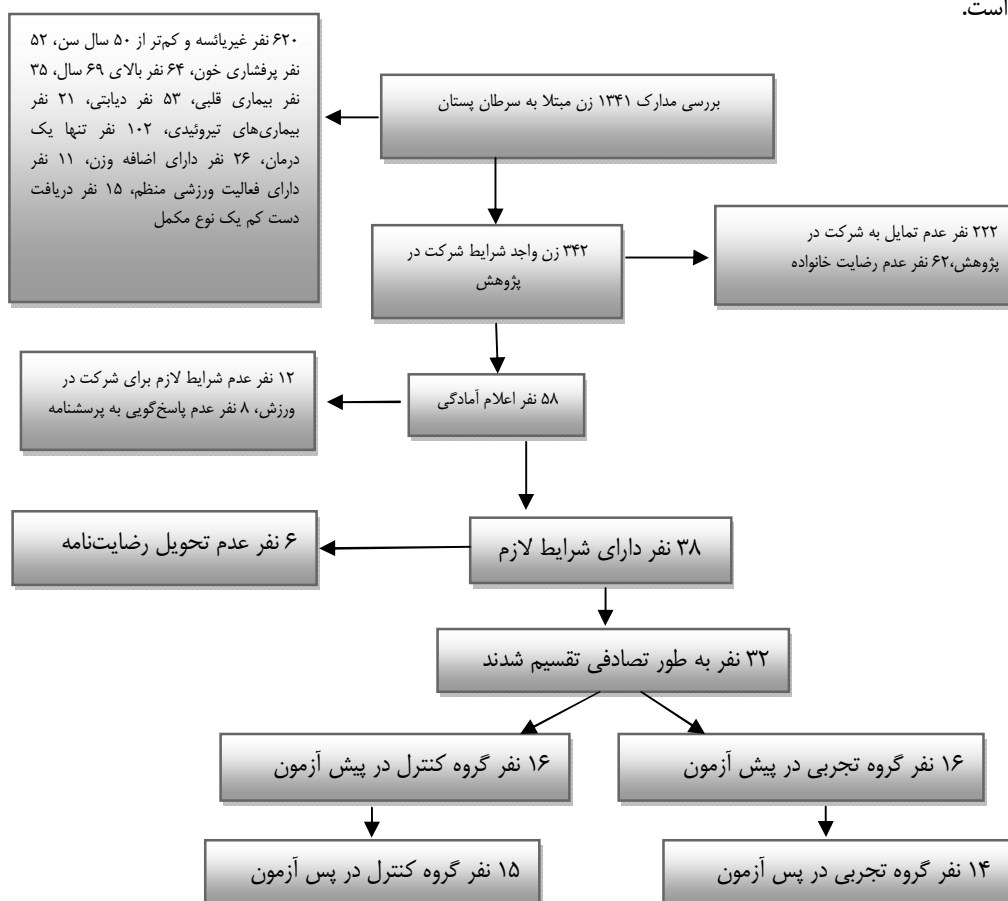 است.
۶۲۰ نفر غیریائسه و کم‌تر از ۵۰ سال سن، ۵۲
نفر پرفشاری خون، ۶۴ نفر بالای ۶۹ سال، ۳۵
نفر بیماری قلبی، ۵۳ نفر دیابتی، ۲۱ نفر
بیماری‌های تیروئیدی، ۱۰۲ نفر تنها یک
درمان، ۲۶ نفر دارای اضافه وزن، ۱۱ نفر
دارای فعالیت ورزشی منظم، ۱۵ نفر دریافت
دست کم یک نوع مکمل
بررسی مدارک ۱۳۴۱ زن مبتلا به سرطان پستان
۳۴۲ زن واجد شرایط شرکت در
پژوهش
۲۲۲ نفر عدم تمایل به شرکت در
پژوهش،۶۲ نفر عدم رضایت خانواده
۵۸ نفر اعلام آمادگی
۱۲ نفر عدم شرایط لازم برای شرکت در
ورزش، ۸ نفر عدم پاسخ‌گویی به پرسشنامه
۳۸ نفر دارای شرایط لازم
۶ نفر عدم تحویل رضایت‌نامه
۳۲ نفر به طور تصادفی تقسیم شدند
۱۶ نفر گروه تجربی در پیش آزمون
۱۶ نفر گروه کنترل در پیش آزمون
۱۴ نفر گروه تجربی در پس آزمون
۱۵ نفر گروه کنترل در پس آزمون